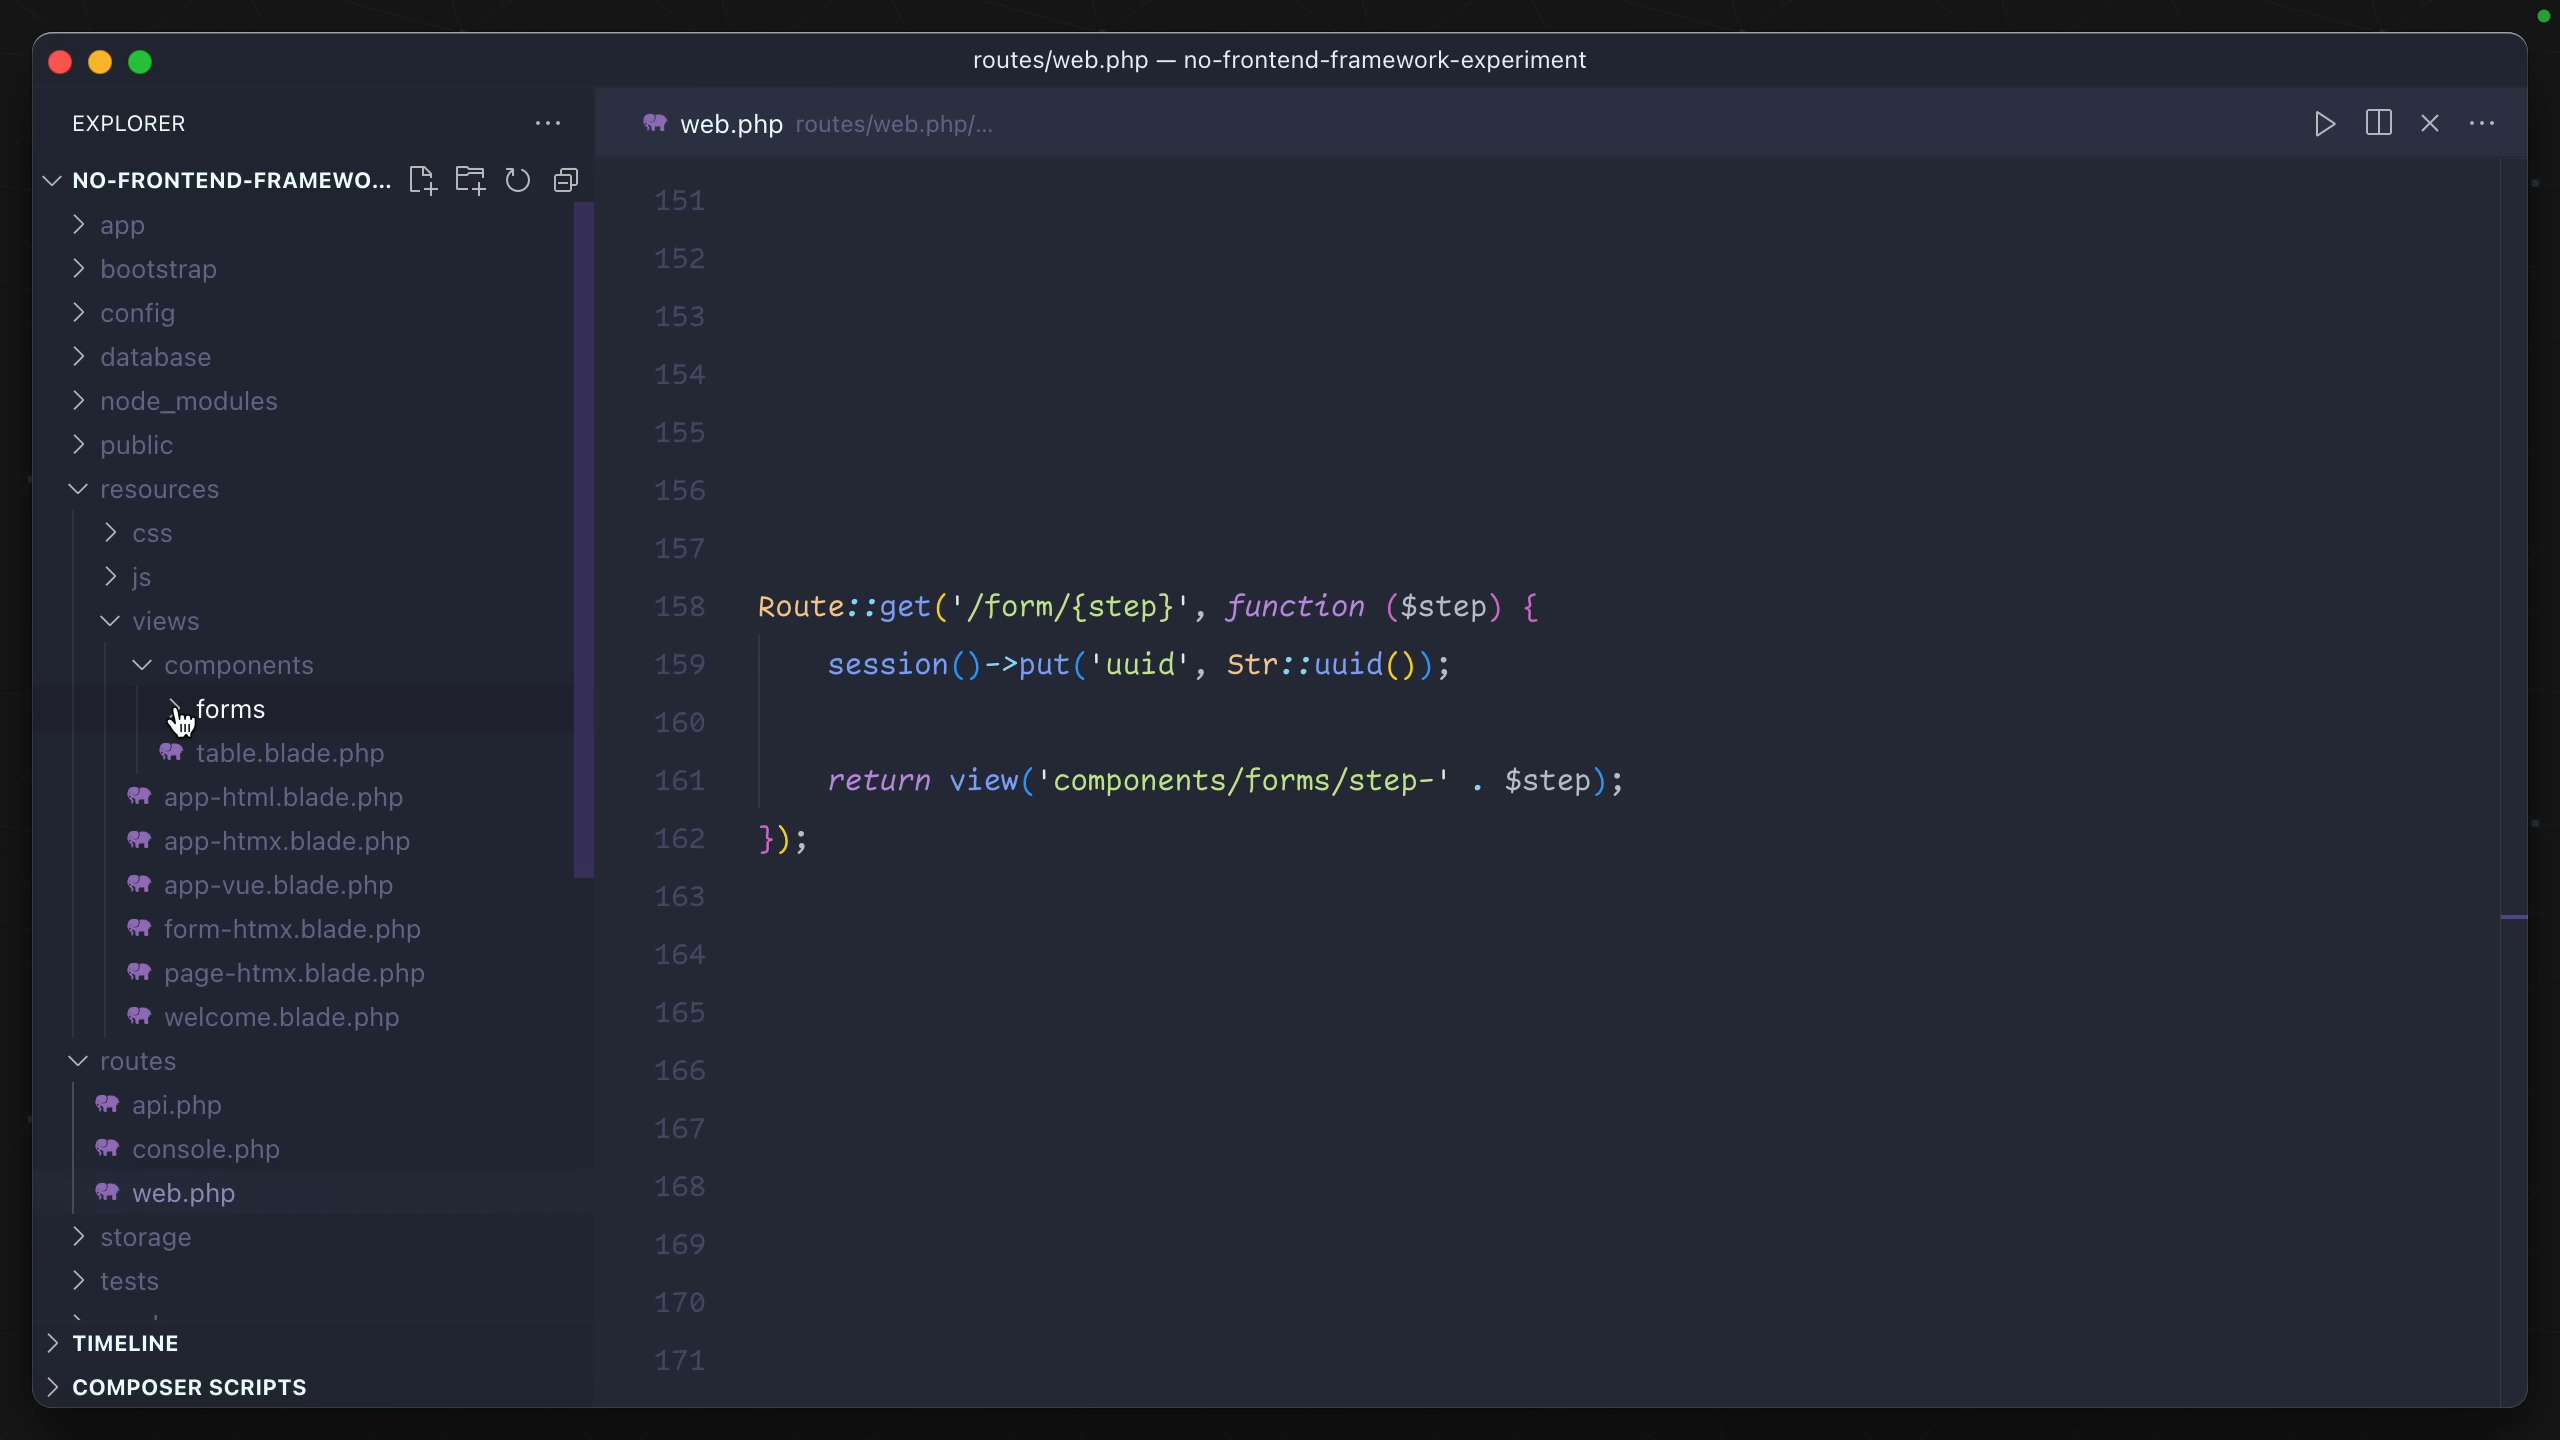 routes/web.php — no-frontend-framework-experiment
EXPLORER
NO-FRONTEND-FRAMEWO...
app
bootstrap
config
database
node_modules
public
resources
css
js
views
components
forms
table.blade.php
app-html.blade.php
app-htmx.blade.php
app-vue.blade.php
form-htmx.blade.php
page-htmx.blade.php
welcome.blade.php
routes
api.php
console.php
web.php
storage
tests
TIMELINE
COMPOSER SCRIPTS
web.php routes/web.php/...
151
152
153
154
155
156
157
158 Route::get('/form/{step}', function ($step) {
159     session()->put('uuid', Str::uuid());
160
161     return view('components/forms/step-' . $step);
162 });
163
164
165
166
167
168
169
170
171